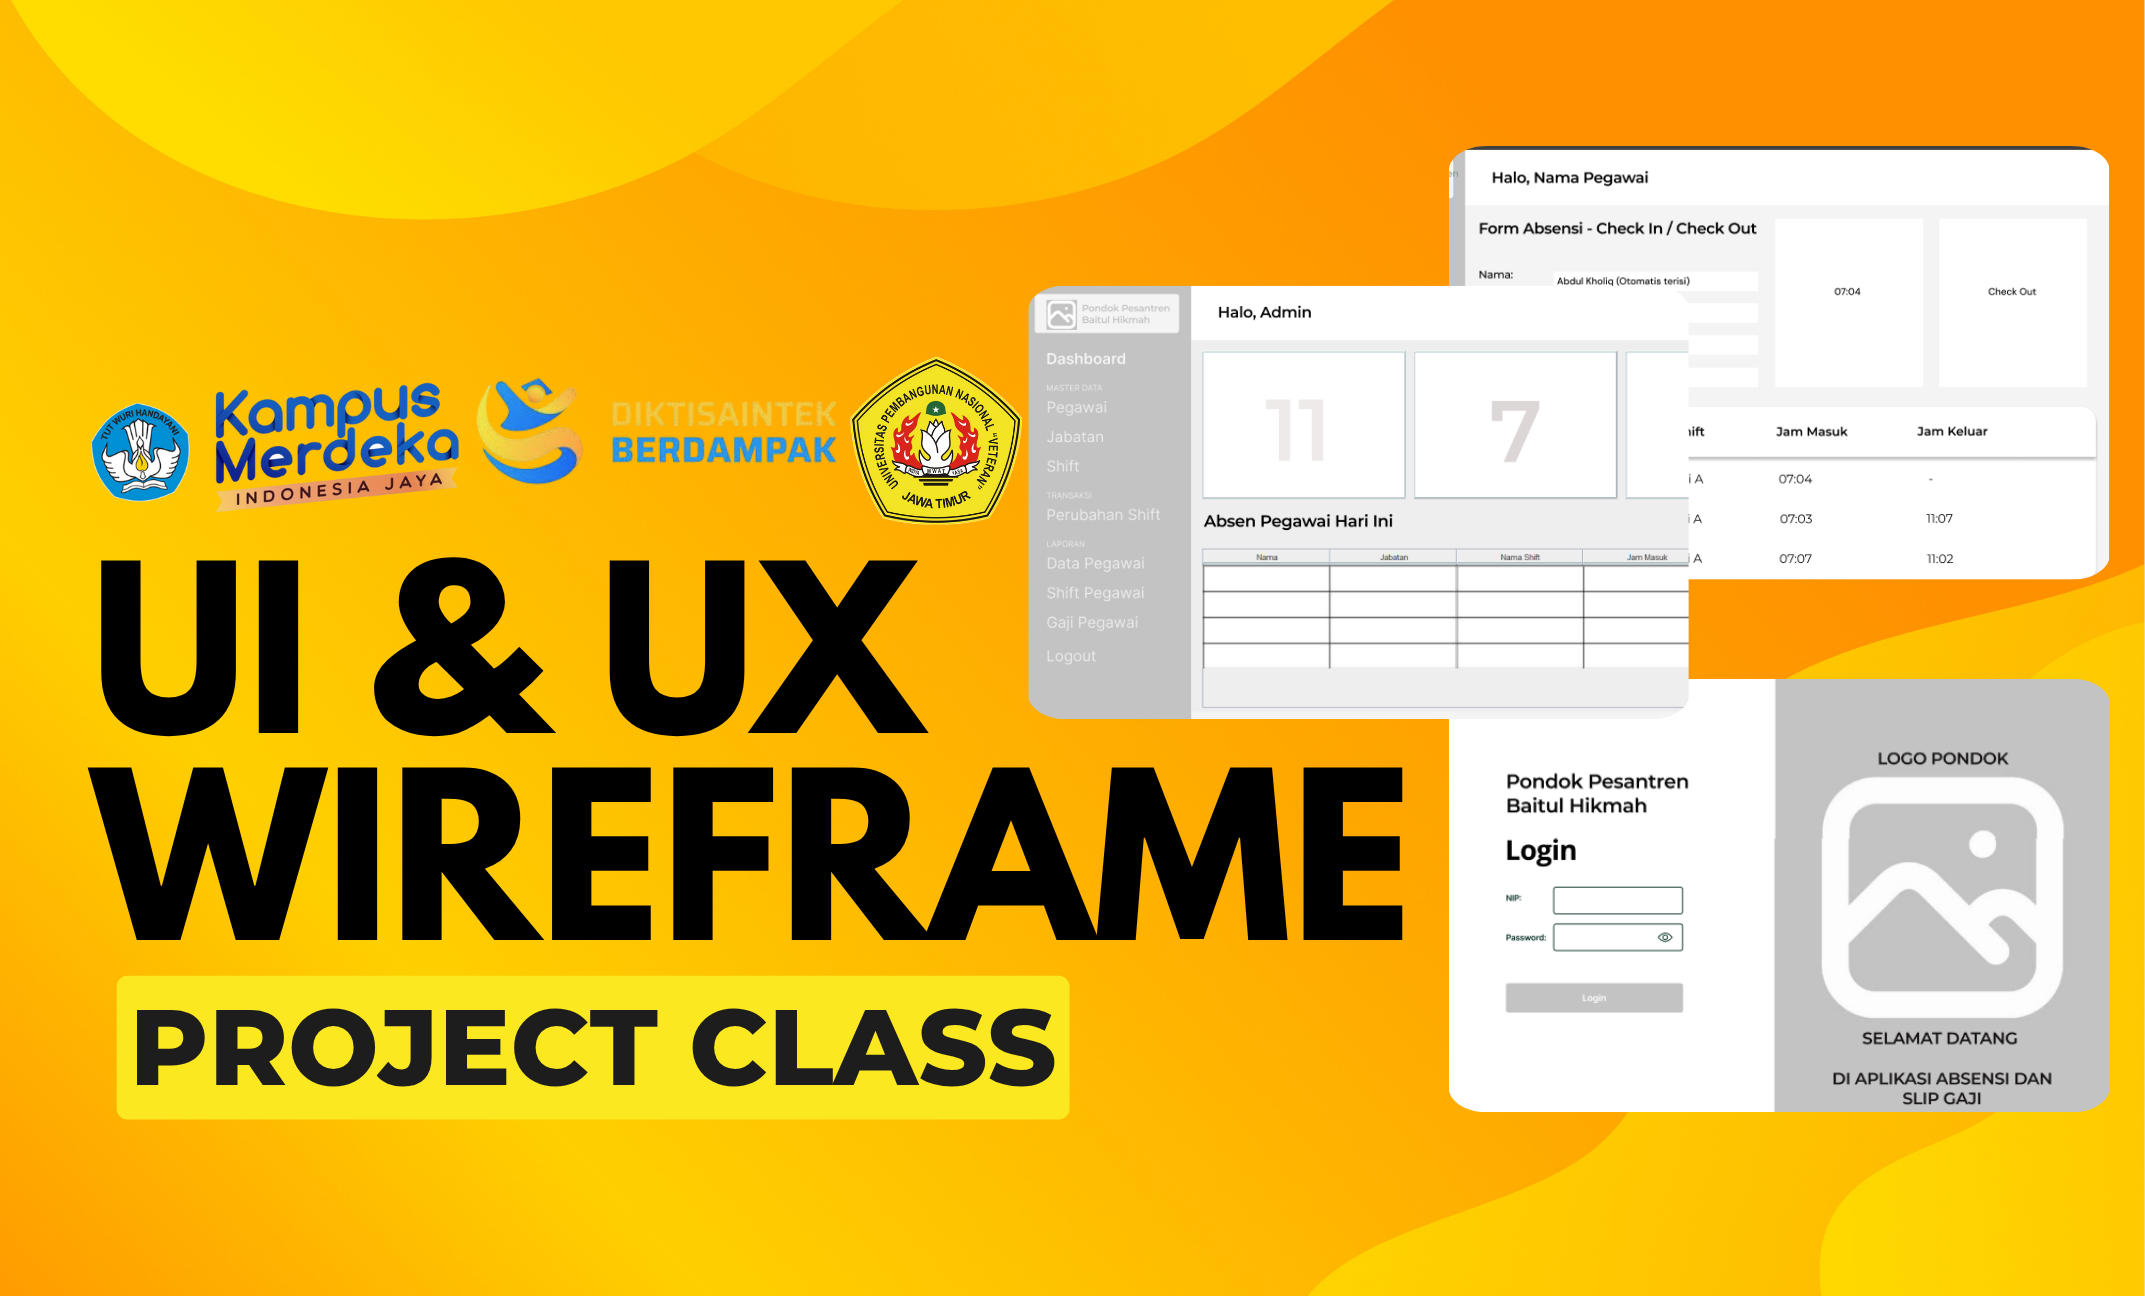 TUT WURI HANDAYANI
Kampus
Merdeka
INDONESIA JAYA
DIKTISAINTEK
BERDAMPAK
UNIVERSITAS PEMBANGUNAN NASIONAL "VETERAN"
JAWA TIMUR
UI & UX
WIREFRAME
PROJECT CLASS
Halo, Nama Pegawai
Form Absensi - Check In / Check Out
Nama:
Abdul Kholiq (Otomatis terisi)
07:04
Check Out
Jam Masuk
Jam Keluar
i A
07:04
-
i A
07:03
11:07
i A
07:07
11:02
Pondok Pesantren
Baitul Hikmah
Dashboard
MASTER DATA
Pegawai
Jabatan
Shift
TRANSAKSI
Perubahan Shift
LAPORAN
Data Pegawai
Shift Pegawai
Gaji Pegawai
Logout
Halo, Admin
11
7
Absen Pegawai Hari Ini
Nama
Jabatan
Nama Shift
Jam Masuk
Pondok Pesantren
Baitul Hikmah
Login
NIP:
Password:
Login
LOGO PONDOK
SELAMAT DATANG
DI APLIKASI ABSENSI DAN
SLIP GAJI